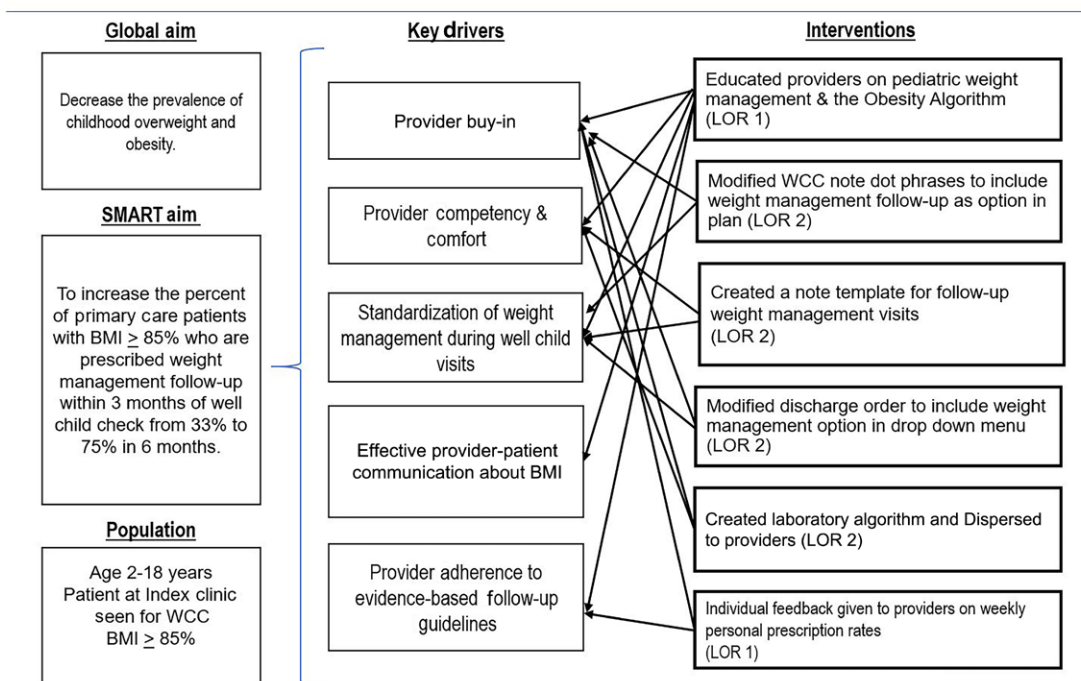 Global aim
Decrease the prevalence of
childhood overweight and
obesity.
SMART aim
To increase the percent
of primary care patients
with BMI ≥ 85% who are
prescribed weight
management follow-up
within 3 months of well
child check from 33% to
75% in 6 months.
Population
Age 2-18 years
Patient at Index clinic
seen for WCC
BMI ≥ 85%
Key drivers
Provider buy-in
Provider competency &
comfort
Standardization of weight
management during well child
visits
Effective provider-patient
communication about BMI
Provider adherence to
evidence-based follow-up
guidelines
Interventions
Educated providers on pediatric weight
management & the Obesity Algorithm
(LOR 1)
Modified WCC note dot phrases to include
weight management follow-up as option in
plan (LOR 2)
Created a note template for follow-up
weight management visits
(LOR 2)
Modified discharge order to include weight
management option in drop down menu
(LOR 2)
Created laboratory algorithm and Dispersed
to providers (LOR 2)
Individual feedback given to providers on weekly
personal prescription rates
(LOR 1)